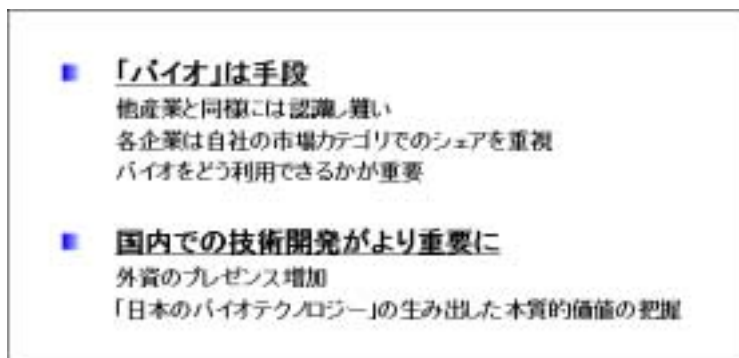 「バイオ」は手段
他産業と同様には認識し難い
各企業は自社の市場カテゴリでのシェアを重視
バイオをどう利用できるかが重要
国内での技術開発がより重要に
外資のプレゼンス増加
「日本のバイオテクノロジー」の生み出した本質的価値の把握